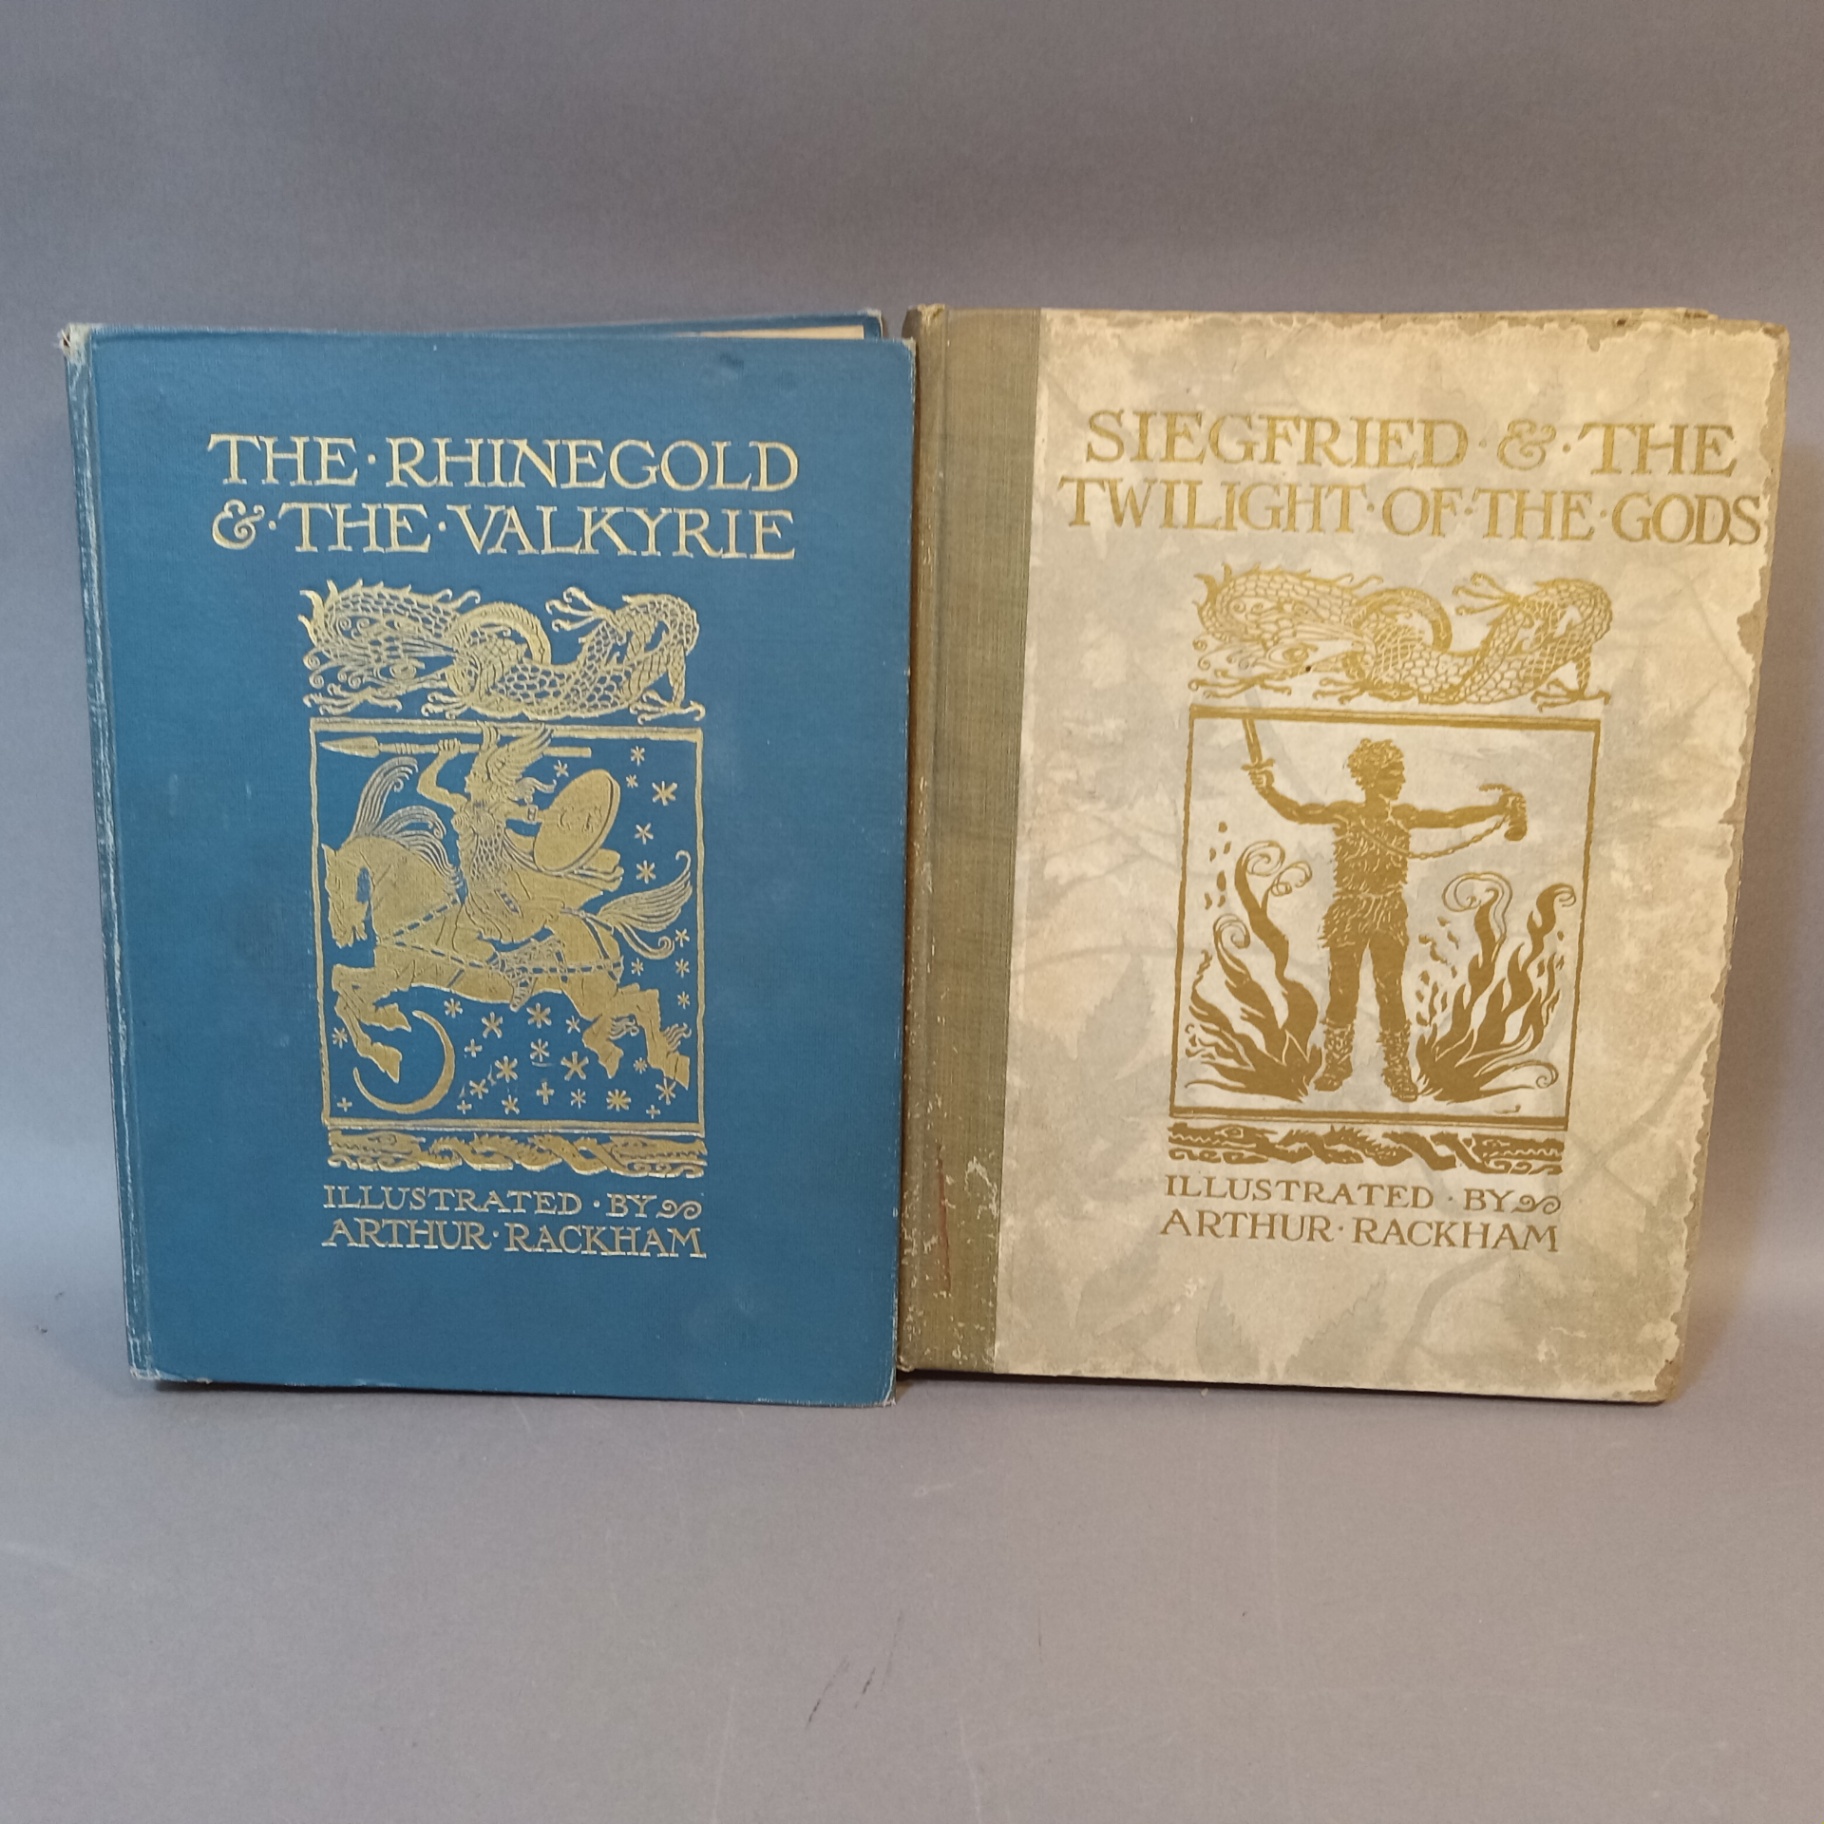 THE·RHINEGOLD
&·THE·VALKYRIE
ILLUSTRATED·BY
ARTHUR·RACKHAM
SIEGFRIED·&·THE
TWILIGHT·OF·THE·GODS
ILLUSTRATED·BY
ARTHUR·RACKHAM